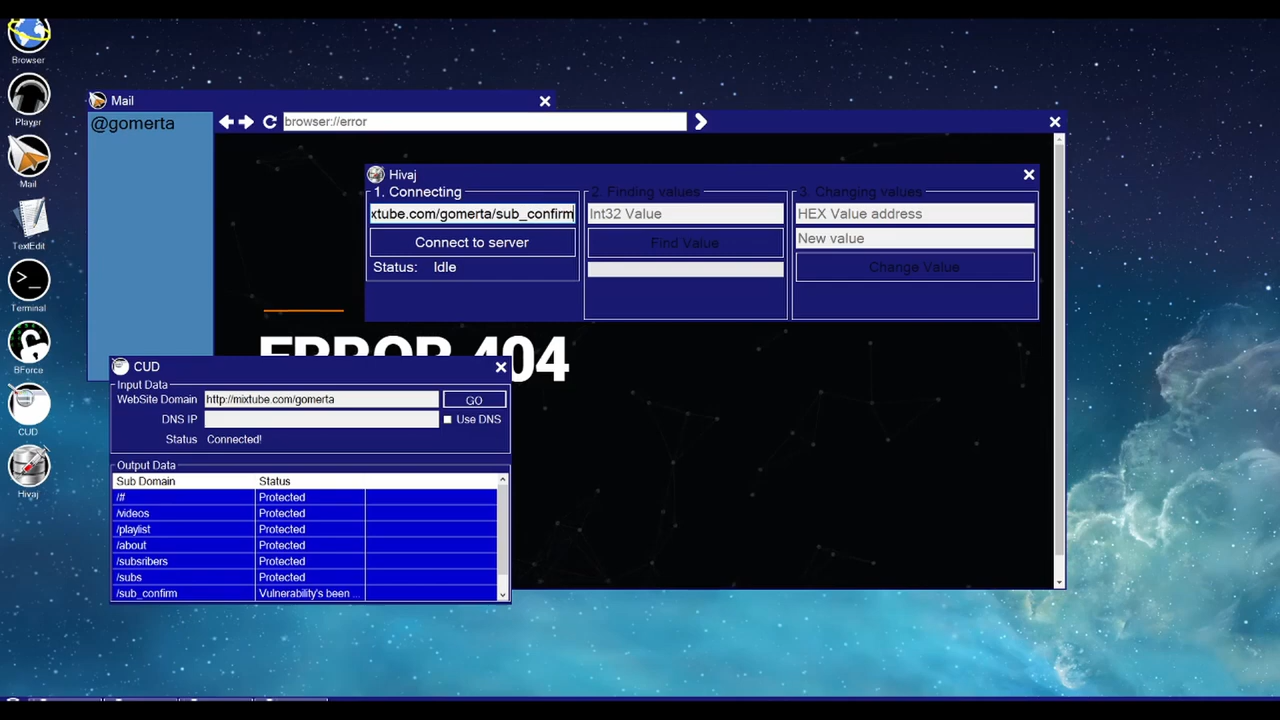 Browser
Player
Mail
TextEdit
Terminal
BForce
CUD
Hivaj
Mail
@gomerta
browser://error
Hivaj
1. Connecting
xtube.com/gomerta/sub_confirm
Connect to server
Status: Idle
2. Finding values
Int32 Value
Find Value
3. Changing values
HEX Value address
New value
Change Value
ERROR 404
CUD
Input Data
WebSite Domain http://mixtube.com/gomerta GO
DNS IP Use DNS
Status Connected!
Output Data
Sub Domain Status
/# Protected
/videos Protected
/playlist Protected
/about Protected
/subsribers Protected
/subs Protected
/sub_confirm Vulnerability's been ...